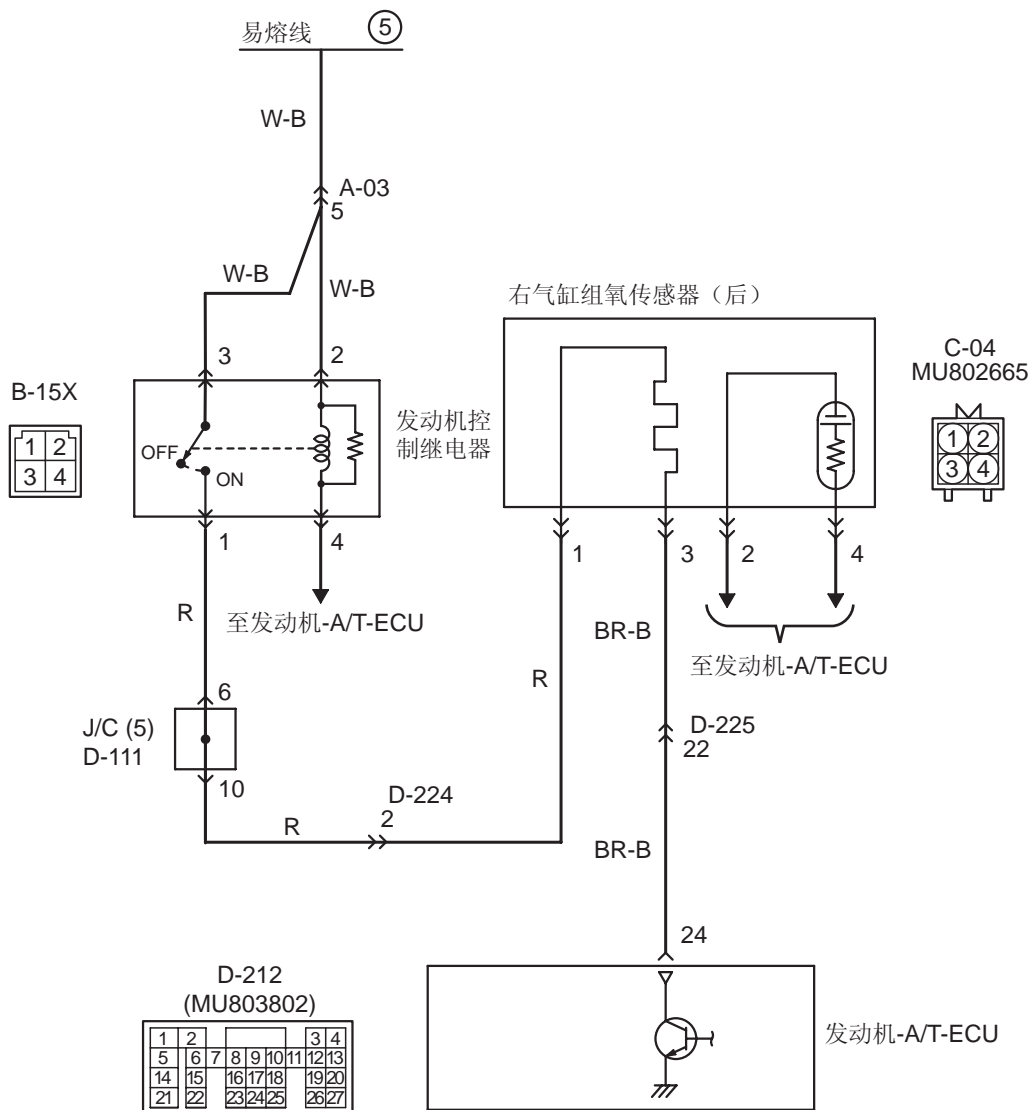 易熔线
5
W-B
A-03
5
W-B
W-B
右气缸组氧传感器（后）
3
2
B-15X
1 2
3 4
OFF
ON
发动机控
制继电器
C-04
MU802665
1 2
3 4
1
4
1
3
2
4
R
至发动机-A/T-ECU
BR-B
至发动机-A/T-ECU
R
6
J/C (5)
D-111
10
D-225
22
D-224
2
R
BR-B
24
D-212
(MU803802)
1 2 3 4
5 6 7 8 9 10 11 12 13
14 15 16 17 18 19 20
21 22 23 24 25 26 27
发动机-A/T-ECU